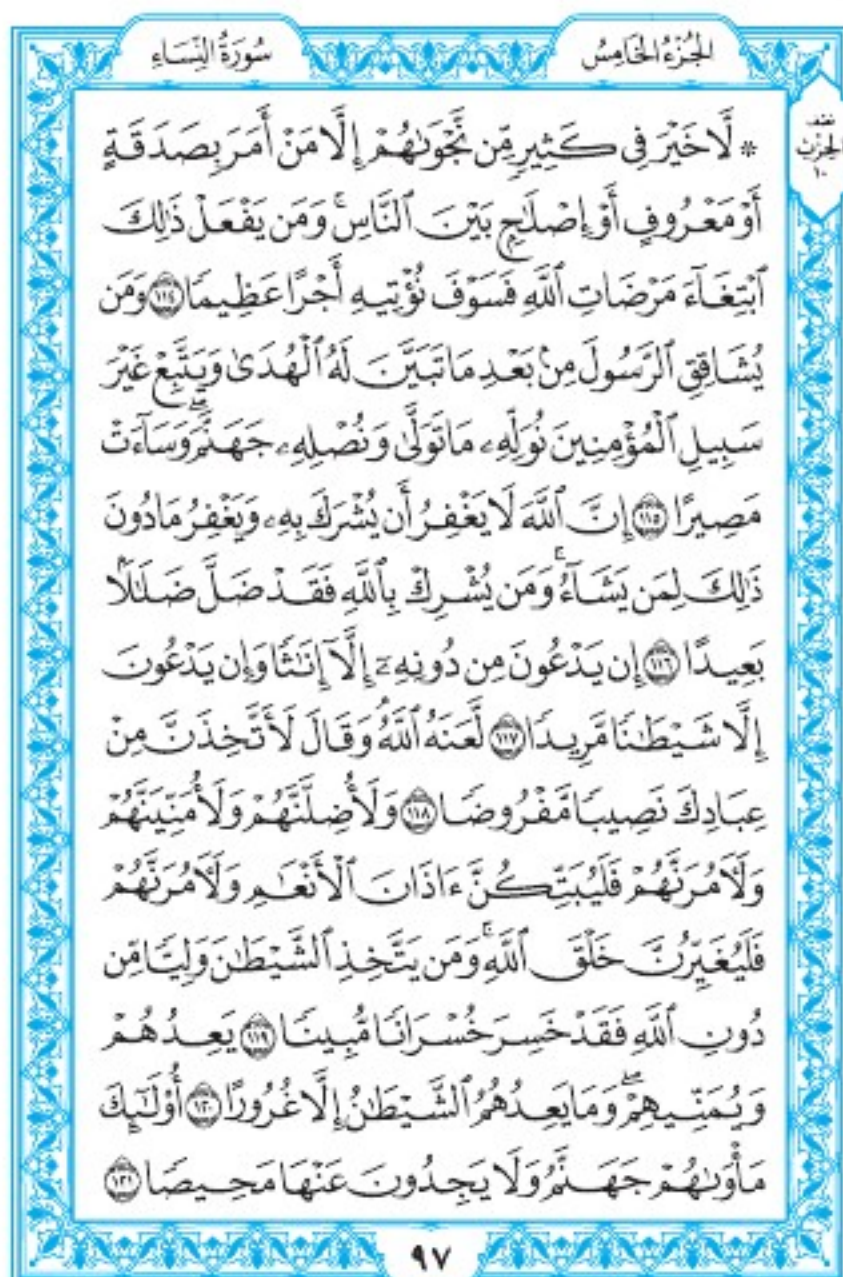 الجُزْءُ الخَامِسُ
سُورَةُ النِّسَاءِ
الحِزْبِ
١٠
* لَّا خَيْرَ فِي كَثِيرٍ مِّن نَّجْوَىٰهُمْ إِلَّا مَنْ أَمَرَ بِصَدَقَةٍ
أَوْ مَعْرُوفٍ أَوْ إِصْلَٰحٍۭ بَيْنَ ٱلنَّاسِۚ وَمَن يَفْعَلْ ذَٰلِكَ
ٱبْتِغَآءَ مَرْضَاتِ ٱللَّهِ فَسَوْفَ نُؤْتِيهِ أَجْرًا عَظِيمًا ١١٤ وَمَن
يُشَاقِقِ ٱلرَّسُولَ مِنۢ بَعْدِ مَا تَبَيَّنَ لَهُ ٱلْهُدَىٰ وَيَتَّبِعْ غَيْرَ
سَبِيلِ ٱلْمُؤْمِنِينَ نُوَلِّهِۦ مَا تَوَلَّىٰ وَنُصْلِهِۦ جَهَنَّمَۖ وَسَآءَتْ
مَصِيرًا ١١٥ إِنَّ ٱللَّهَ لَا يَغْفِرُ أَن يُشْرَكَ بِهِۦ وَيَغْفِرُ مَا دُونَ
ذَٰلِكَ لِمَن يَشَآءُۚ وَمَن يُشْرِكْ بِٱللَّهِ فَقَدْ ضَلَّ ضَلَٰلًۢا
بَعِيدًا ١١٦ إِن يَدْعُونَ مِن دُونِهِۦٓ إِلَّآ إِنَٰثًا وَإِن يَدْعُونَ
إِلَّا شَيْطَٰنًا مَّرِيدًا ١١٧ لَّعَنَهُ ٱللَّهُۘ وَقَالَ لَأَتَّخِذَنَّ مِنْ
عِبَادِكَ نَصِيبًا مَّفْرُوضًا ١١٨ وَلَأُضِلَّنَّهُمْ وَلَأُمَنِّيَنَّهُمْ
وَلَءَامُرَنَّهُمْ فَلَيُبَتِّكُنَّ ءَاذَانَ ٱلْأَنْعَٰمِ وَلَءَامُرَنَّهُمْ
فَلَيُغَيِّرُنَّ خَلْقَ ٱللَّهِۚ وَمَن يَتَّخِذِ ٱلشَّيْطَٰنَ وَلِيًّا مِّن
دُونِ ٱللَّهِ فَقَدْ خَسِرَ خُسْرَانًا مُّبِينًا ١١٩ يَعِدُهُمْ
وَيُمَنِّيهِمْۖ وَمَا يَعِدُهُمُ ٱلشَّيْطَٰنُ إِلَّا غُرُورًا ١٢٠ أُو۟لَٰٓئِكَ
مَأْوَىٰهُمْ جَهَنَّمُ وَلَا يَجِدُونَ عَنْهَا مَحِيصًا ١٢١
٩٧